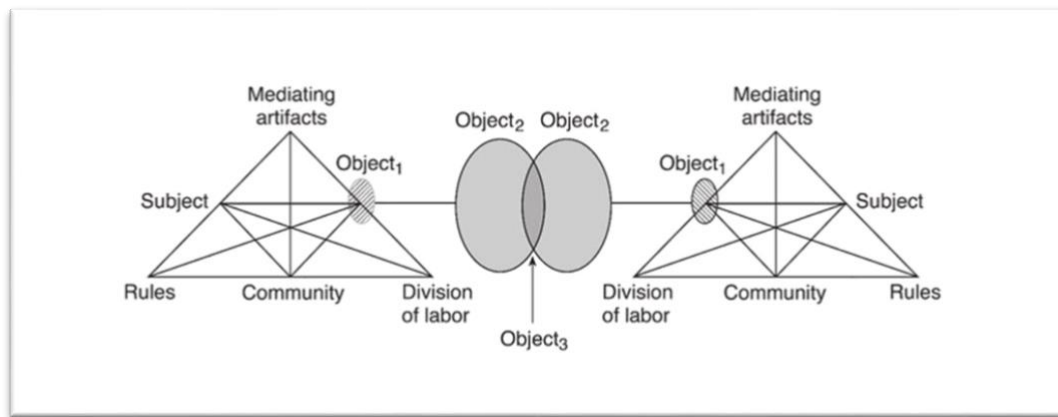 Mediating
artifacts
Mediating
artifacts
Object₂
Object₂
Object₁
Object₁
Subject
Subject
Rules
Community
Division
of labor
Division
of labor
Community
Rules
Object₃